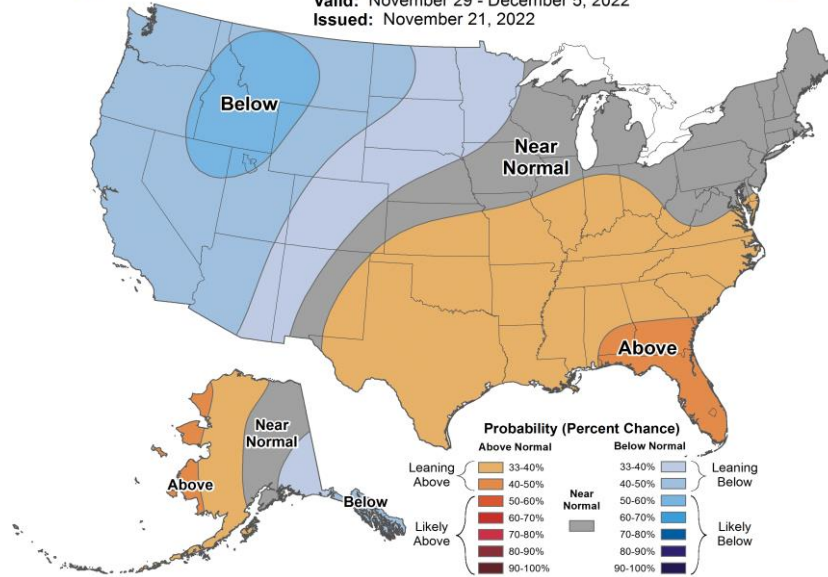 Valid: November 29 - December 5, 2022
Issued: November 21, 2022
Below
Near
Normal
Above
Near
Normal
Above
Below
Probability (Percent Chance)
Above Normal
Below Normal
Leaning
Above
33-40%
40-50%
Likely
Above
50-60%
60-70%
70-80%
80-90%
90-100%
Near
Normal
33-40%
40-50%
Leaning
Below
50-60%
60-70%
70-80%
80-90%
90-100%
Likely
Below